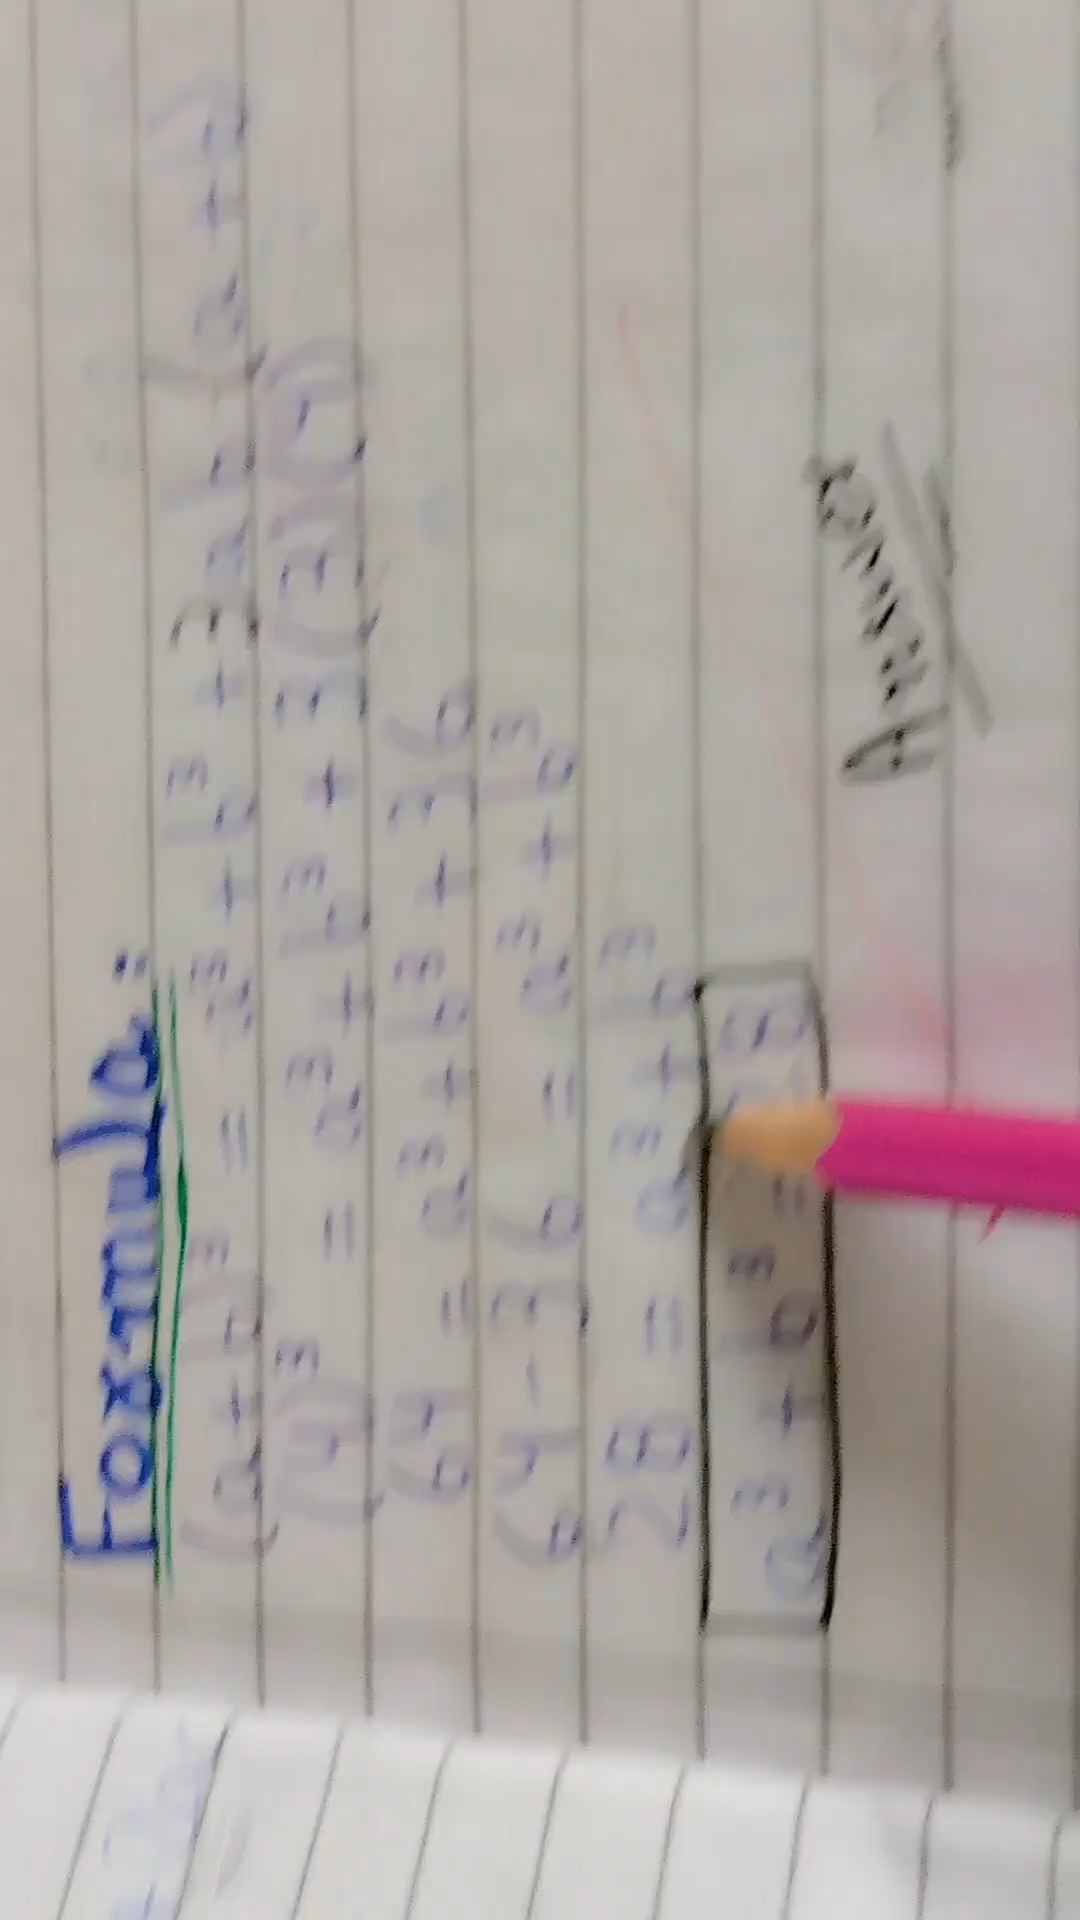 Formula:
(a+b)³ = a³+b³+3ab(a+b)
(4)³ = a³+b³+3(3)(4)
64 = a³+b³+36
64-36 = a³+b³
28 = a³+b³
a³+b³ = 28
Answer